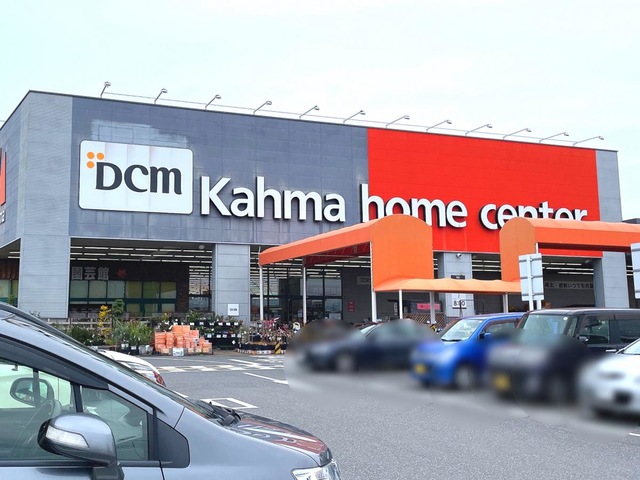 DCM Kahma home center
園芸館